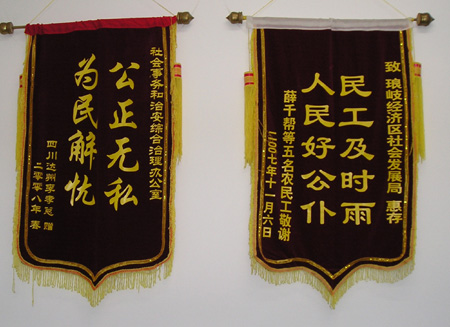 社会事务和治安综合治理办公室
公正无私
为民解忧
四川达州李孝 赠
二零零八年 春
致 琅岐经济区社会发展局 惠存
民工及时雨
人民好公仆
薛千帮等五名农民工敬谢
二00七年十一月六日